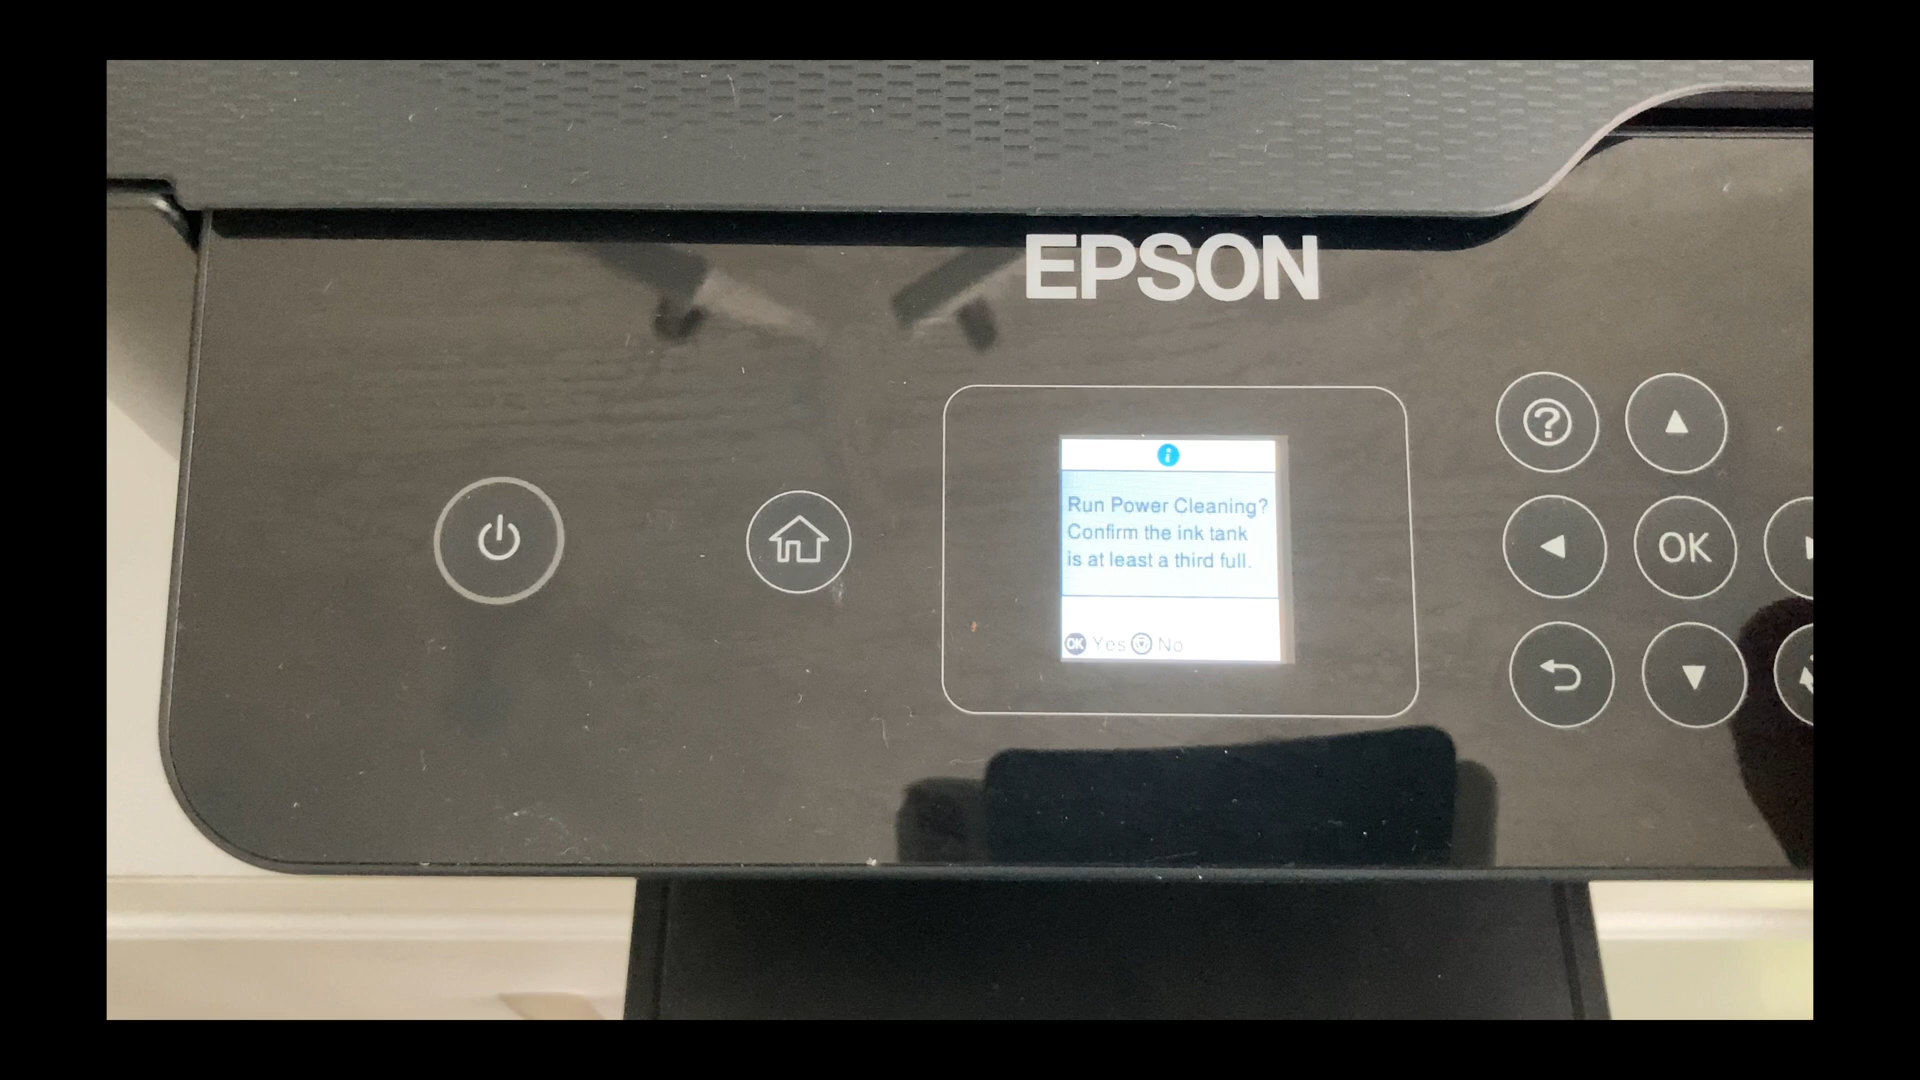 EPSON
Run Power Cleaning?
Confirm the ink tank
is at least a third full.
OK Yes No
?
OK